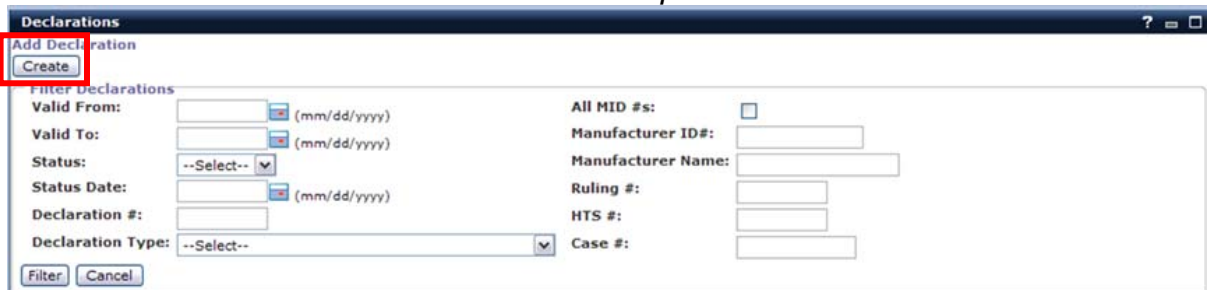 Declarations ?
Add Declaration
Create
Filter Declarations
Valid From: (mm/dd/yyyy) All MID #s:
Valid To: (mm/dd/yyyy) Manufacturer ID#:
Status: --Select-- Manufacturer Name:
Status Date: (mm/dd/yyyy) Ruling #:
Declaration #: HTS #:
Declaration Type: --Select-- Case #:
Filter Cancel